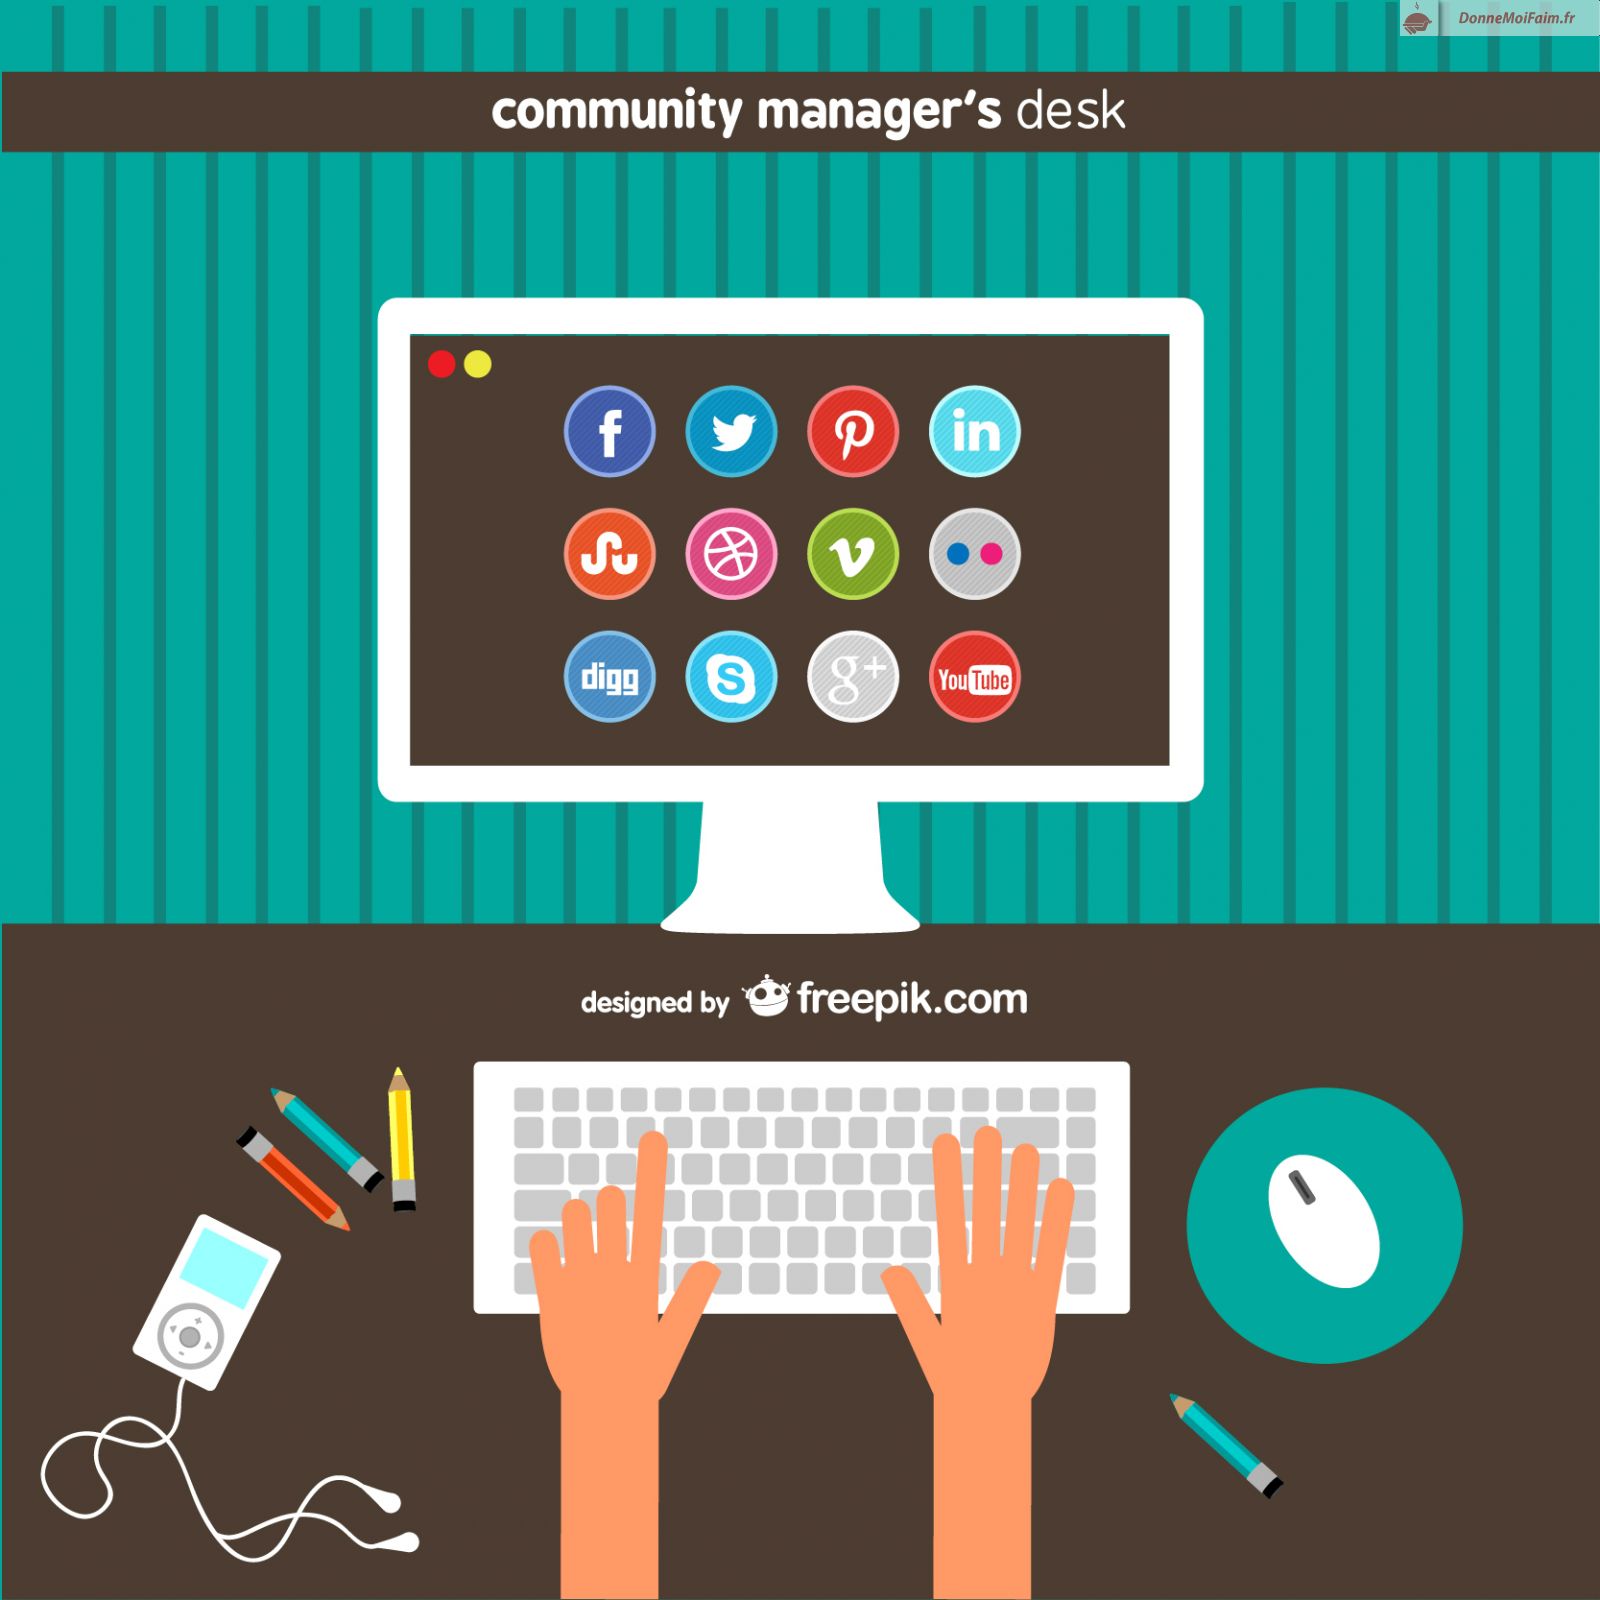 DonneMoiFaim.fr
community manager's desk
f in
digg S g+ YouTube
designed by freepik.com